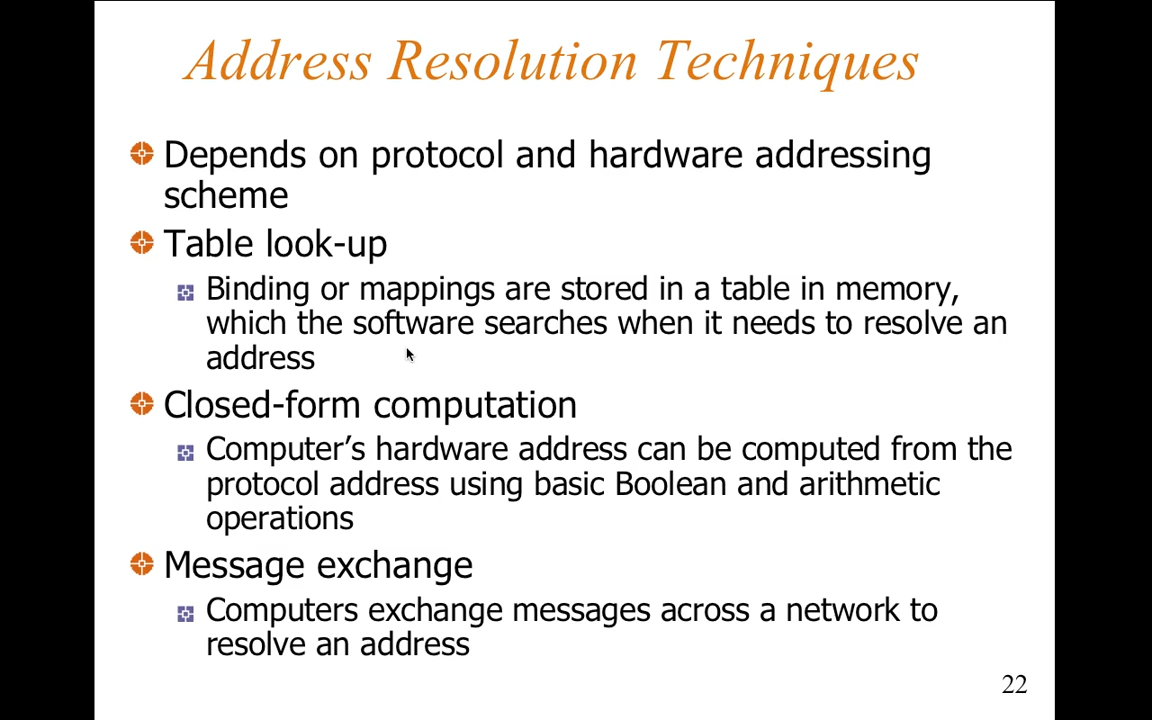 Address Resolution Techniques
Depends on protocol and hardware addressing
scheme
Table look-up
Binding or mappings are stored in a table in memory,
which the software searches when it needs to resolve an
address
Closed-form computation
Computer’s hardware address can be computed from the
protocol address using basic Boolean and arithmetic
operations
Message exchange
Computers exchange messages across a network to
resolve an address
22